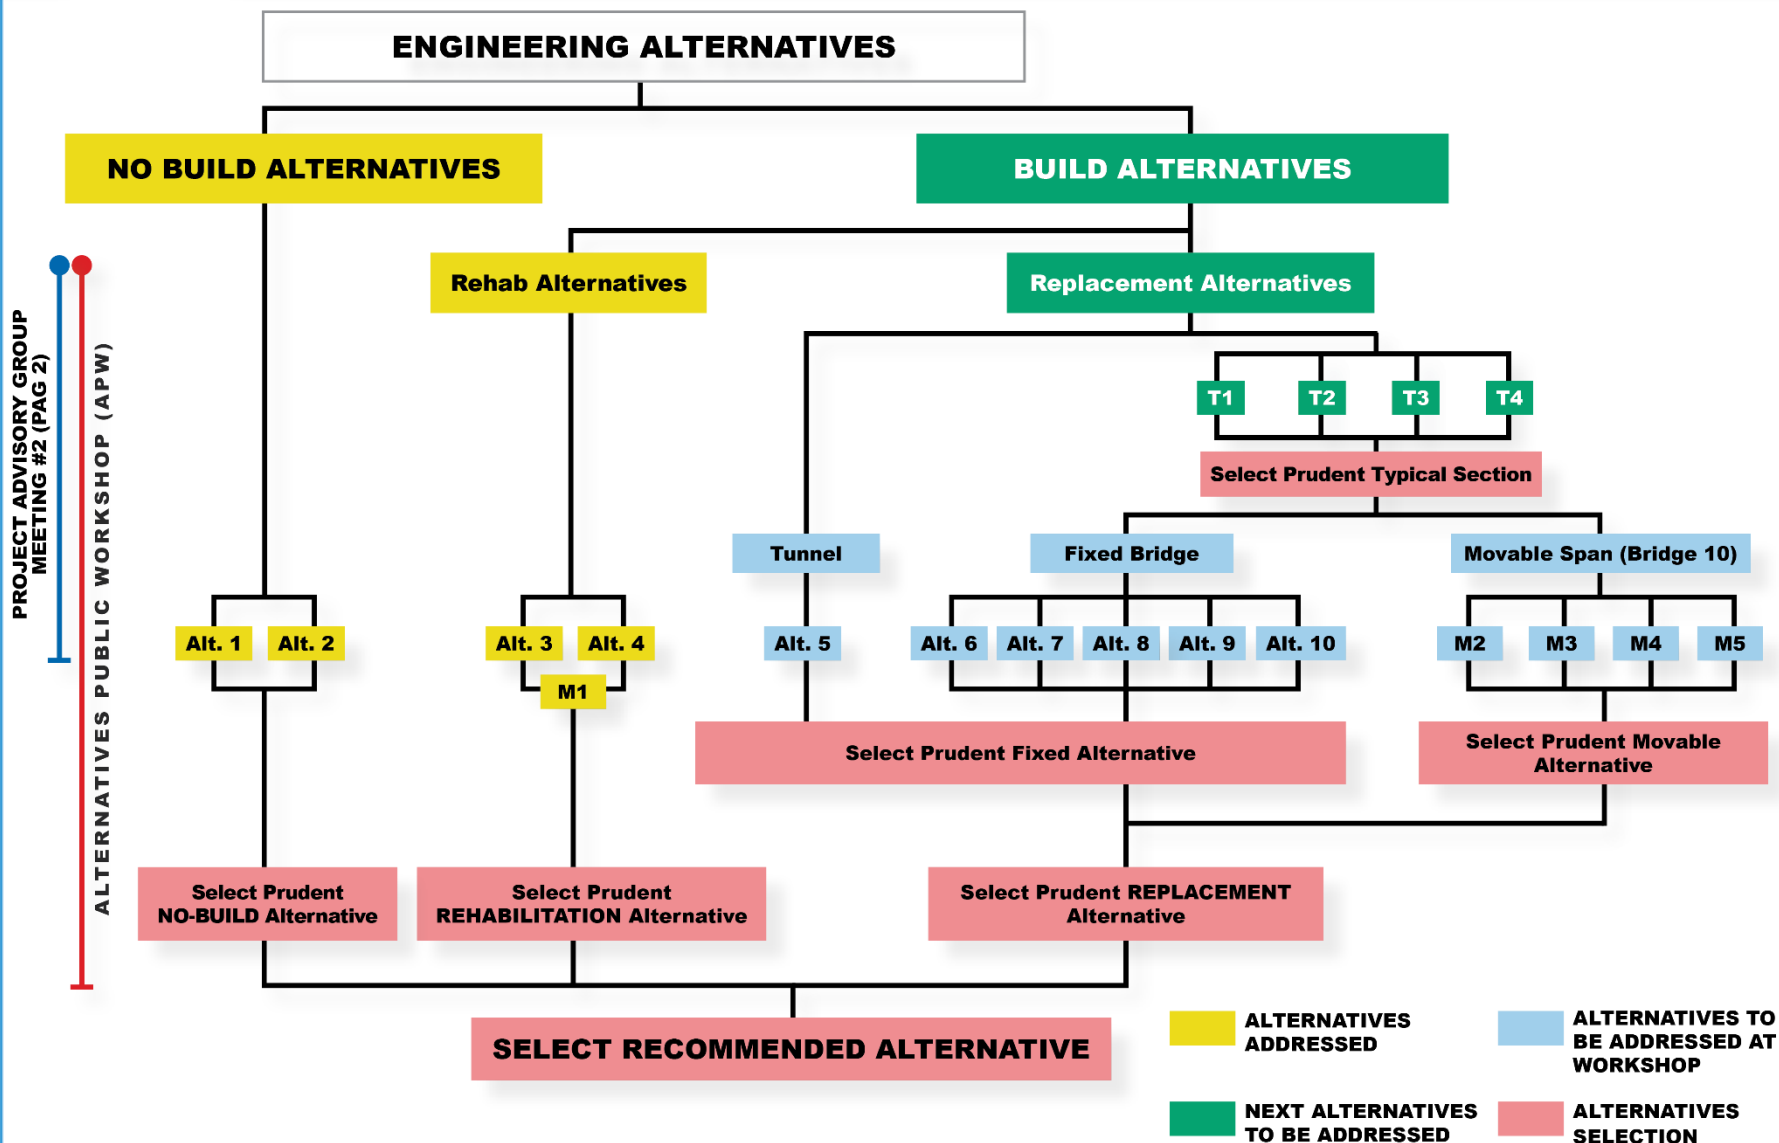 ENGINEERING ALTERNATIVES
NO BUILD ALTERNATIVES
BUILD ALTERNATIVES
Rehab Alternatives
Replacement Alternatives
PROJECT ADVISORY GROUP
MEETING #2 (PAG 2)
ALTERNATIVES PUBLIC WORKSHOP (APW)
T1
T2
T3
T4
Select Prudent Typical Section
Tunnel
Fixed Bridge
Movable Span (Bridge 10)
Alt. 1
Alt. 2
Alt. 3
Alt. 4
Alt. 5
Alt. 6
Alt. 7
Alt. 8
Alt. 9
Alt. 10
M2
M3
M4
M5
M1
Select Prudent Fixed Alternative
Select Prudent Movable
Alternative
Select Prudent
NO-BUILD Alternative
Select Prudent
REHABILITATION Alternative
Select Prudent REPLACEMENT
Alternative
SELECT RECOMMENDED ALTERNATIVE
ALTERNATIVES
ADDRESSED
ALTERNATIVES TO
BE ADDRESSED AT
WORKSHOP
NEXT ALTERNATIVES
TO BE ADDRESSED
ALTERNATIVES
SELECTION